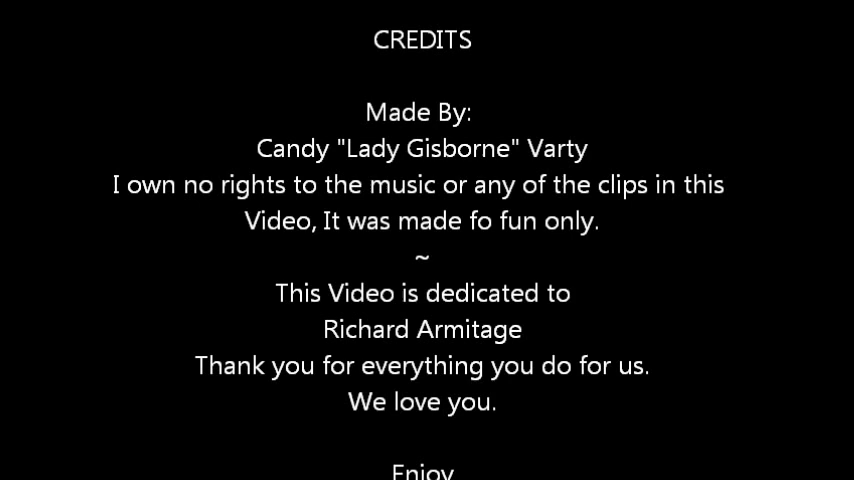 CREDITS
Made By:
Candy "Lady Gisborne" Varty
I own no rights to the music or any of the clips in this
Video, It was made fo fun only.
~
This Video is dedicated to
Richard Armitage
Thank you for everything you do for us.
We love you.
Enjoy